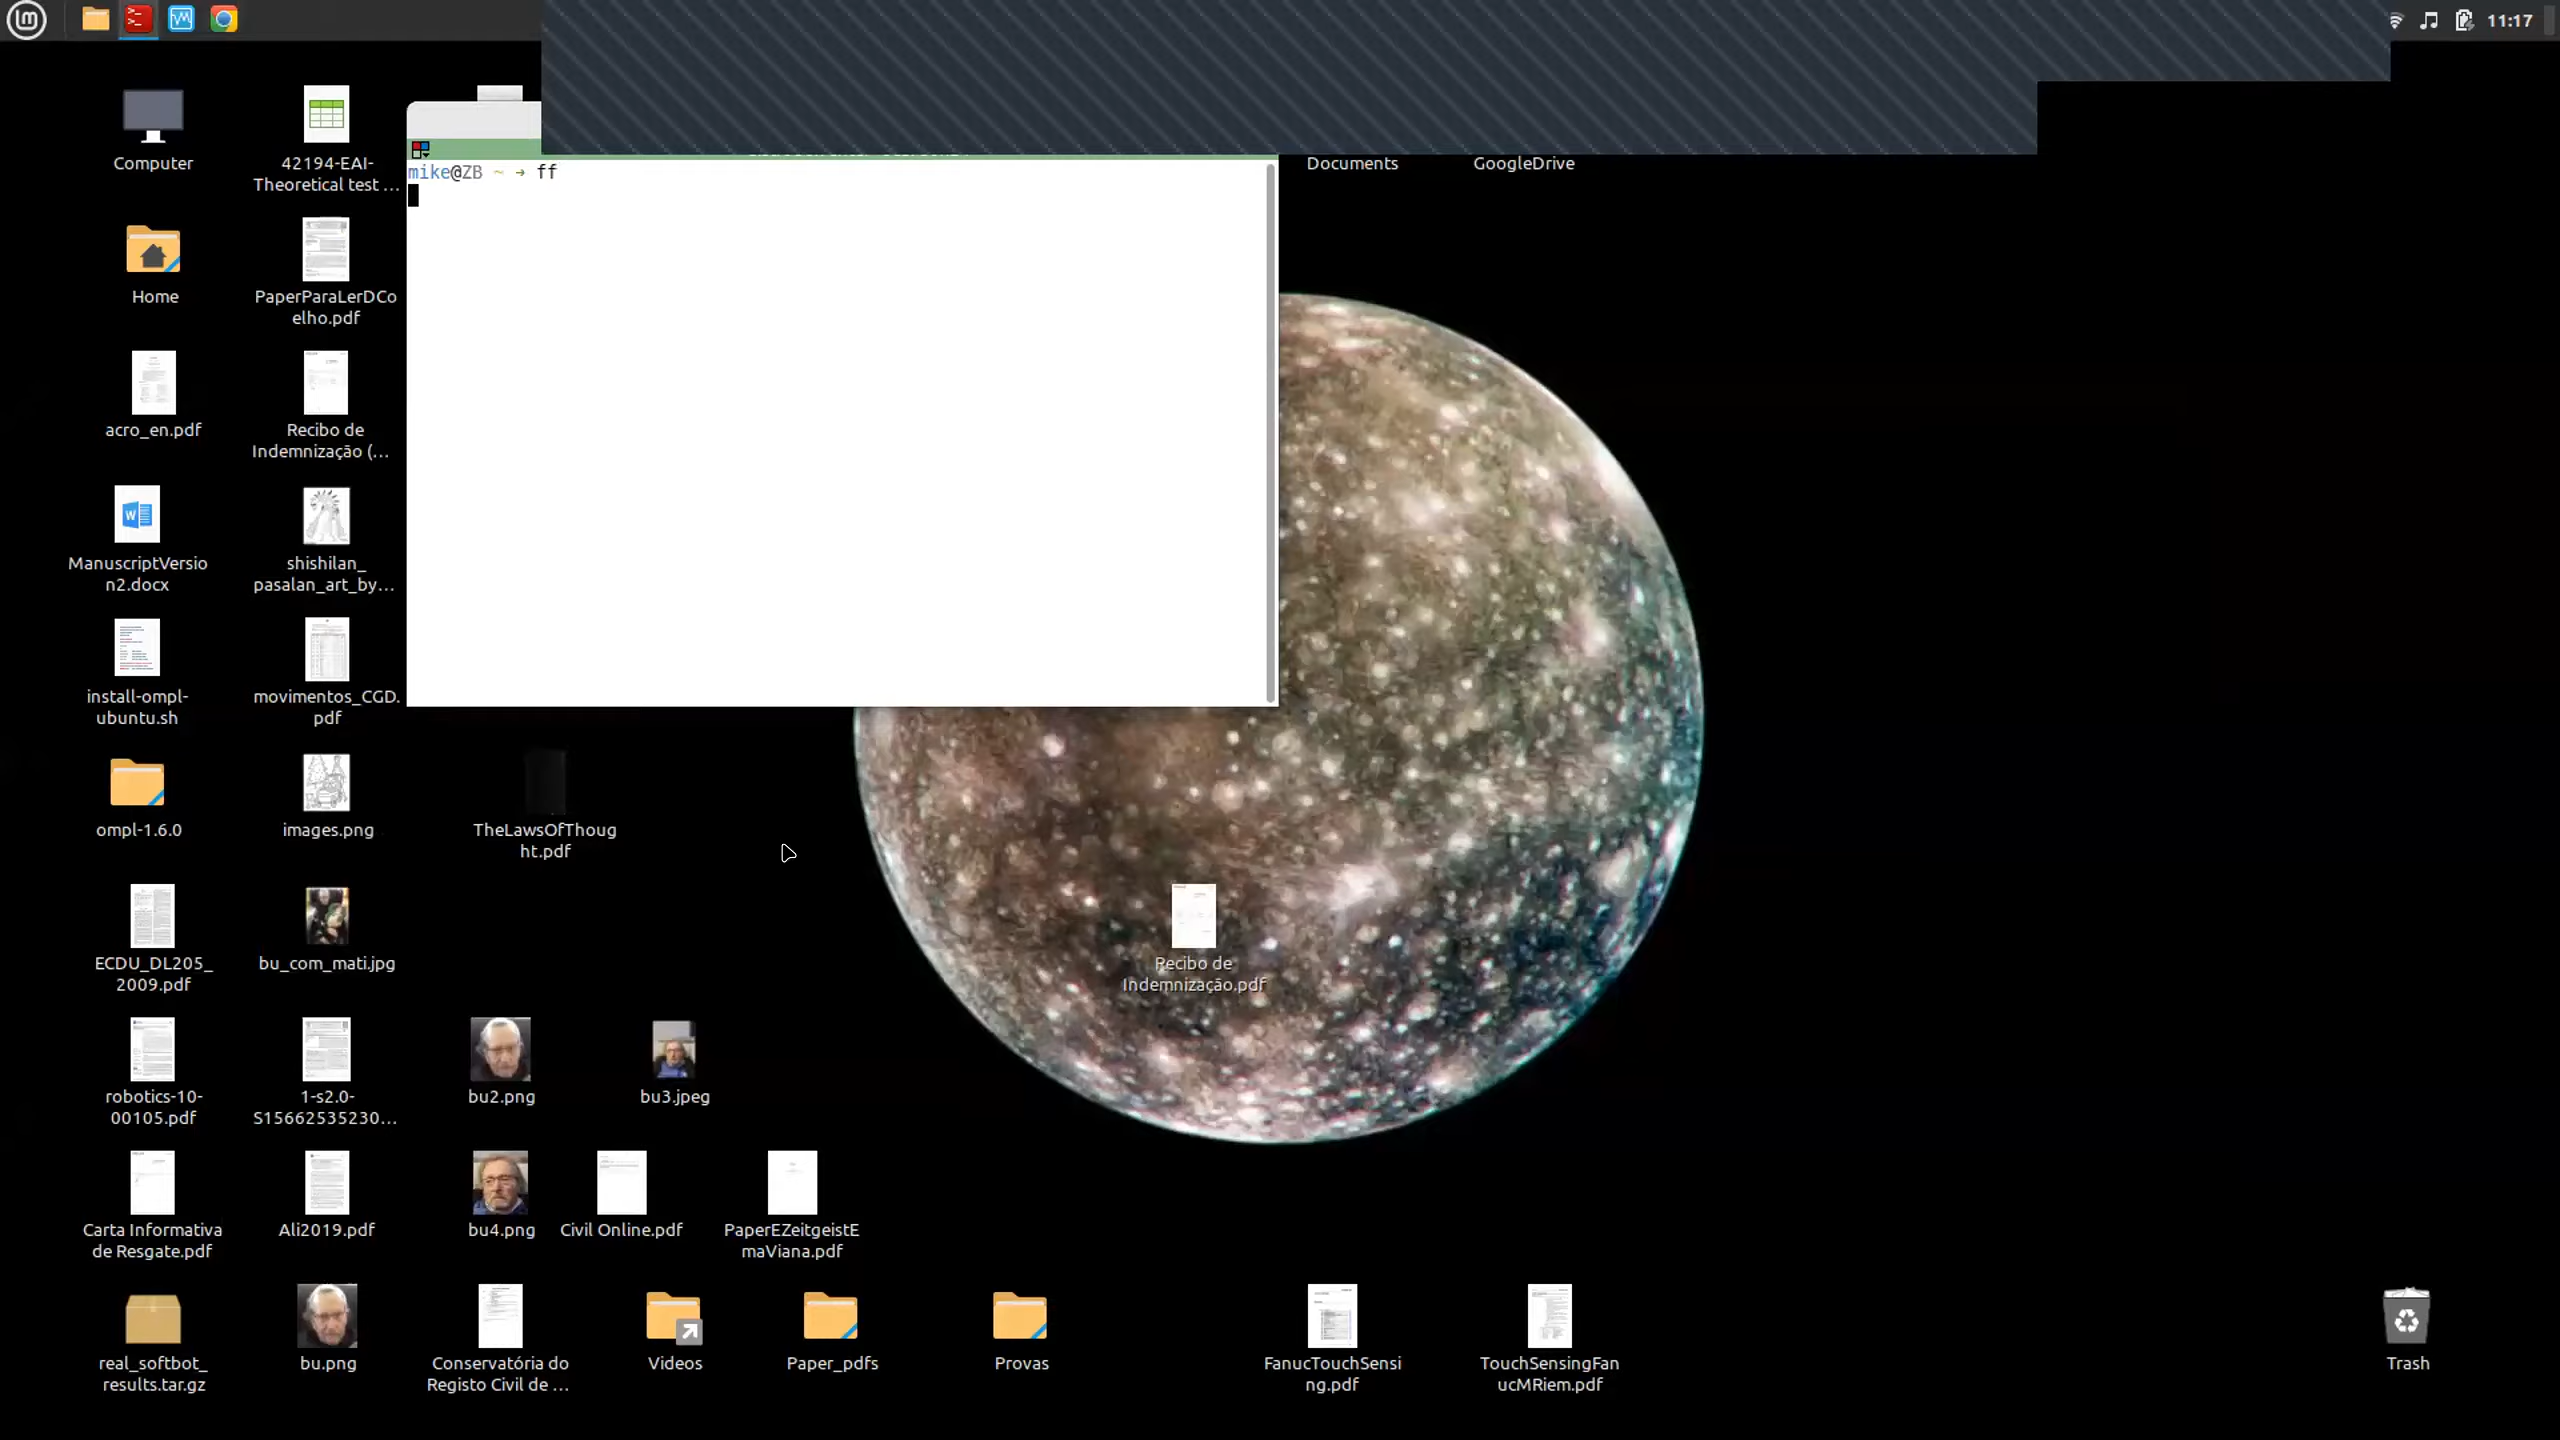 11:17
Computer
42194-EAI-
Theoretical test ...
Documents
GoogleDrive
mike@ZB ~ → ff
Home
PaperParaLerDCo
elho.pdf
acro_en.pdf
Recibo de
Indemnização (...
ManuscriptVersio
n2.docx
shishilan_
pasalan_art_by...
install-ompl-
ubuntu.sh
movimentos_CGD.
pdf
ompl-1.6.0
images.png
TheLawsOfThoug
ht.pdf
ECDU_DL205_
2009.pdf
bu_com_mati.jpg
Recibo de
Indemnização.pdf
robotics-10-
00105.pdf
1-s2.0-
S15662535230...
bu2.png
bu3.jpeg
Carta Informativa
de Resgate.pdf
Ali2019.pdf
bu4.png
Civil Online.pdf
PaperEZeitgeistE
maViana.pdf
real_softbot_
results.tar.gz
bu.png
Conservatória do
Registo Civil de ...
Videos
Paper_pdfs
Provas
FanucTouchSensi
ng.pdf
TouchSensingFan
ucMRiem.pdf
Trash